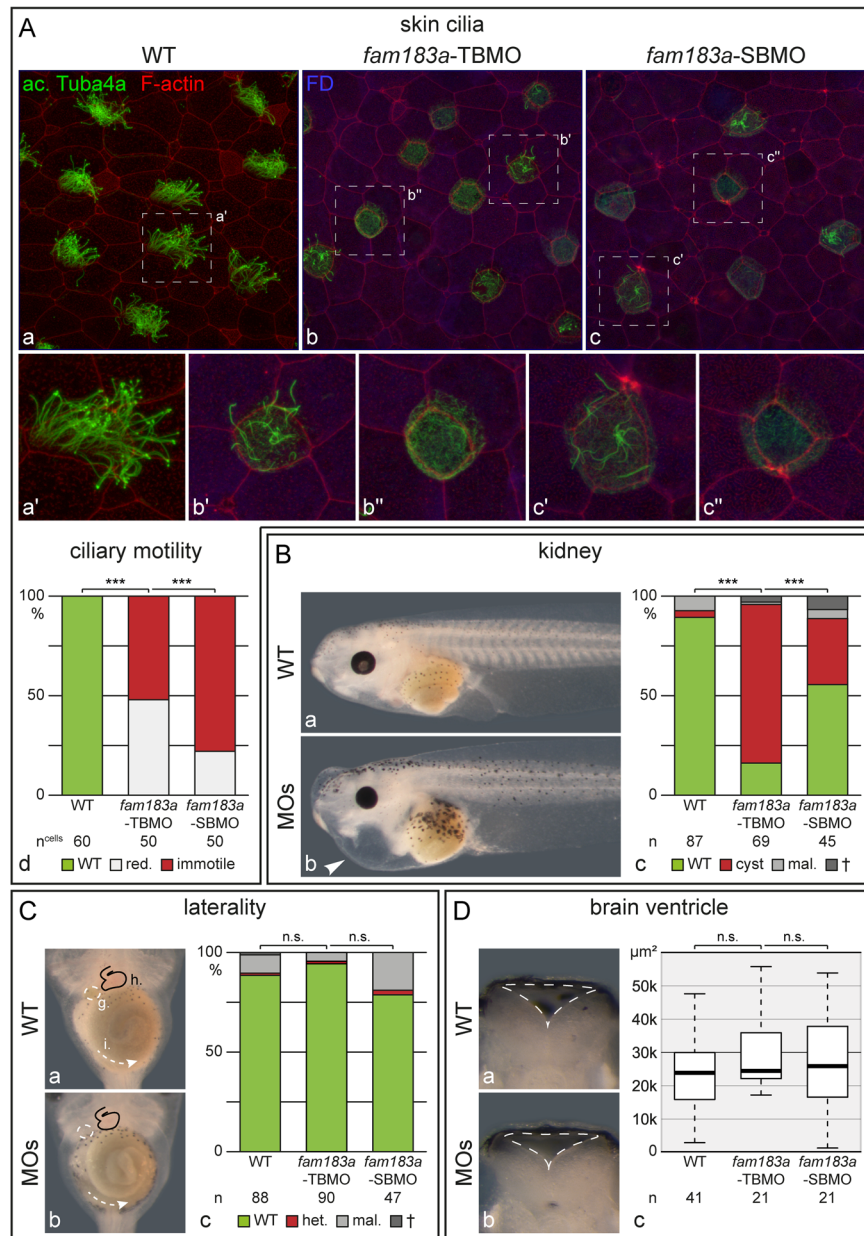 A
skin cilia
WT
fam183a-TBMO
fam183a-SBMO
ac. Tuba4a F-actin
FD
a'
b'
b''
c''
c'
a
b
c
a'
b'
b''
c'
c''
ciliary motility
*** ***
100
%
50
0
WT fam183a-TBMO fam183a-SBMO
n^cells 60 50 50
d WT red. immotile
B
kidney
WT
a
MOs
b
*** ***
100
%
50
0
WT fam183a-TBMO fam183a-SBMO
n 87 69 45
c WT cyst mal. †
C
laterality
WT
h.
g.
i.
a
MOs
b
n.s. n.s.
100
%
50
0
WT fam183a-TBMO fam183a-SBMO
n 88 90 47
c WT het. mal. †
D
brain ventricle
WT
a
MOs
b
n.s. n.s.
µm²
50k
40k
30k
20k
10k
0
WT fam183a-TBMO fam183a-SBMO
n 41 21 21
c